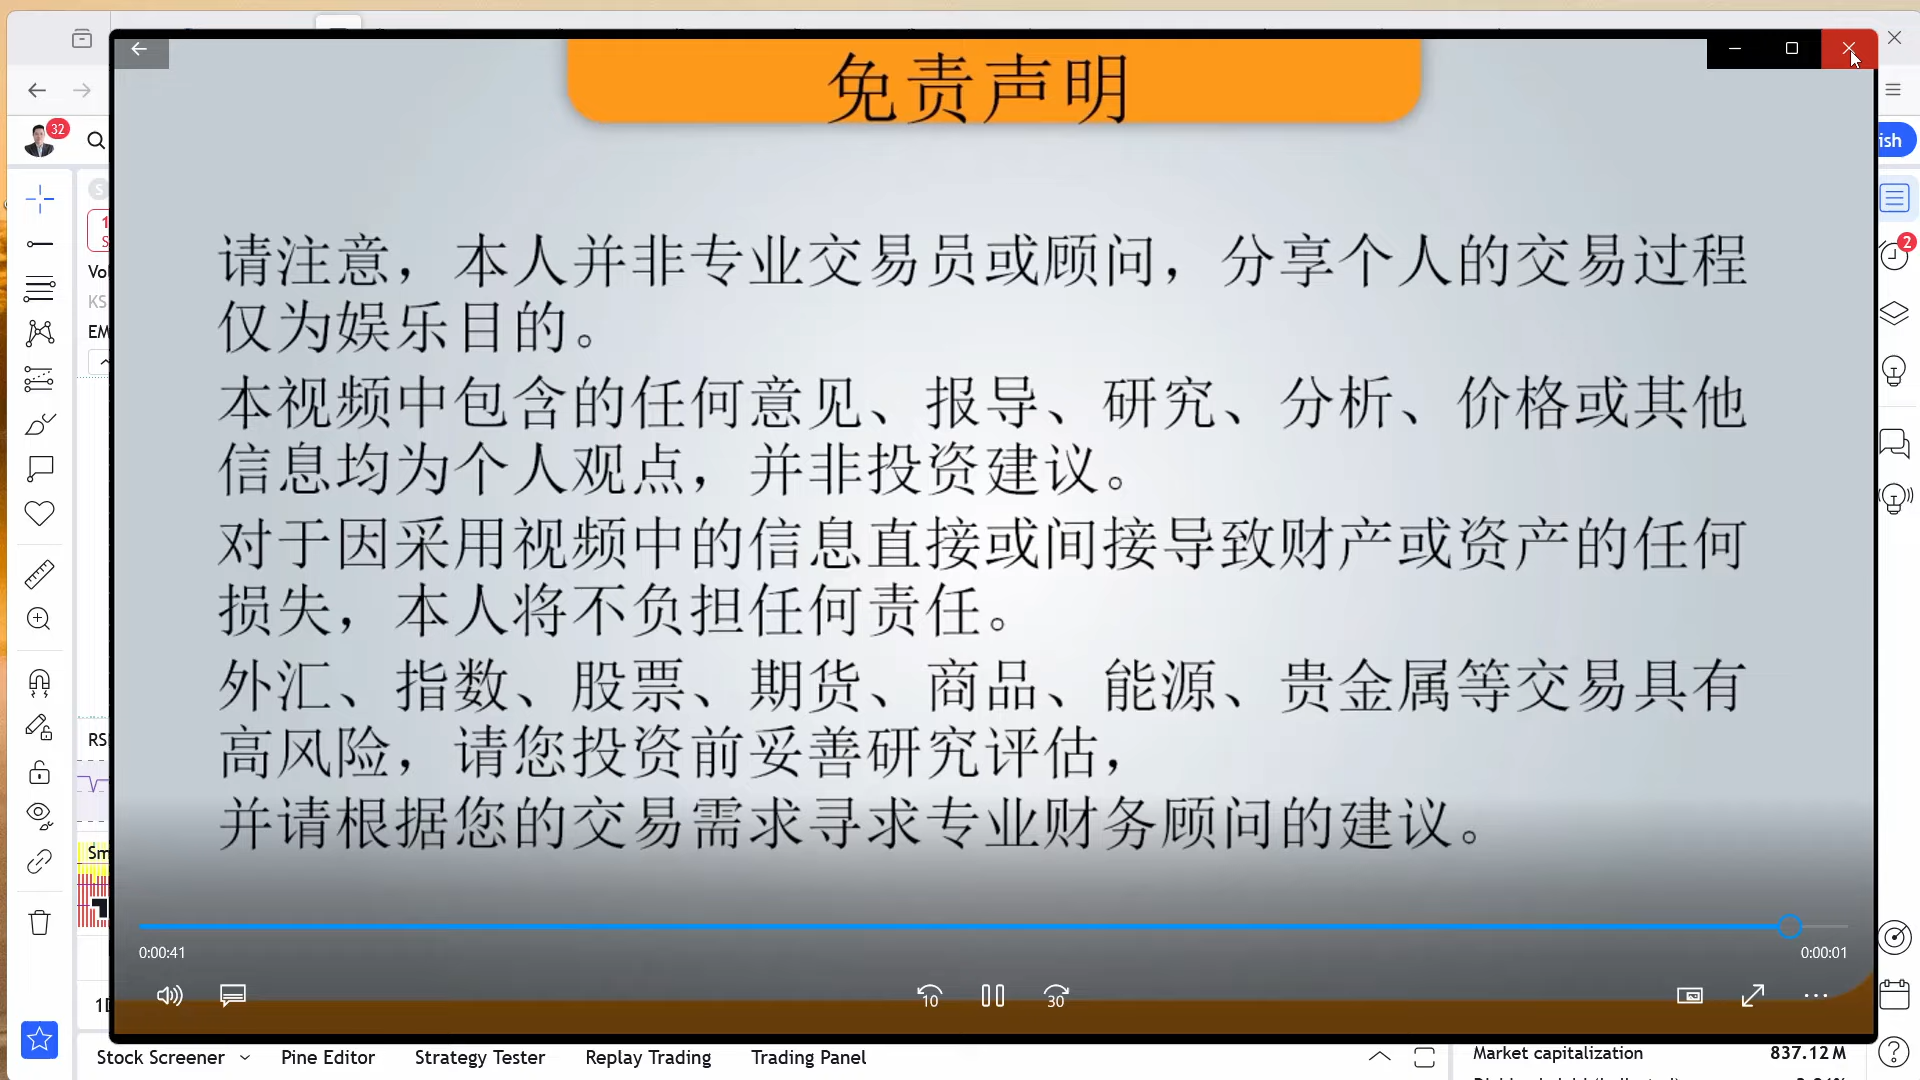 免责声明
32
ish
2
请注意，本人并非专业交易员或顾问，分享个人的交易过程
仅为娱乐目的。
本视频中包含的任何意见、报导、研究、分析、价格或其他
信息均为个人观点，并非投资建议。
对于因采用视频中的信息直接或间接导致财产或资产的任何
损失，本人将不负担任何责任。
外汇、指数、股票、期货、商品、能源、贵金属等交易具有
高风险，请您投资前妥善研究评估，
并请根据您的交易需求寻求专业财务顾问的建议。
S
1
S
Vol
KS
EM
RS
Sm
1D
0:00:41
0:00:01
10
30
Stock Screener
Pine Editor
Strategy Tester
Replay Trading
Trading Panel
Market capitalization
837.12M